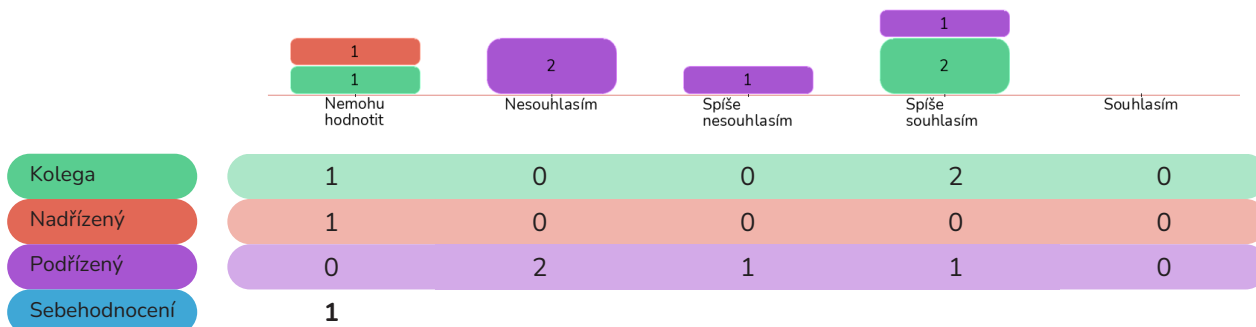 1
1
1
2
1
2
Nemohu
hodnotit
Nesouhlasím
Spíše
nesouhlasím
Spíše
souhlasím
Souhlasím
Kolega 1 0 0 2 0
Nadřízený 1 0 0 0 0
Podřízený 0 2 1 1 0
Sebehodnocení 1